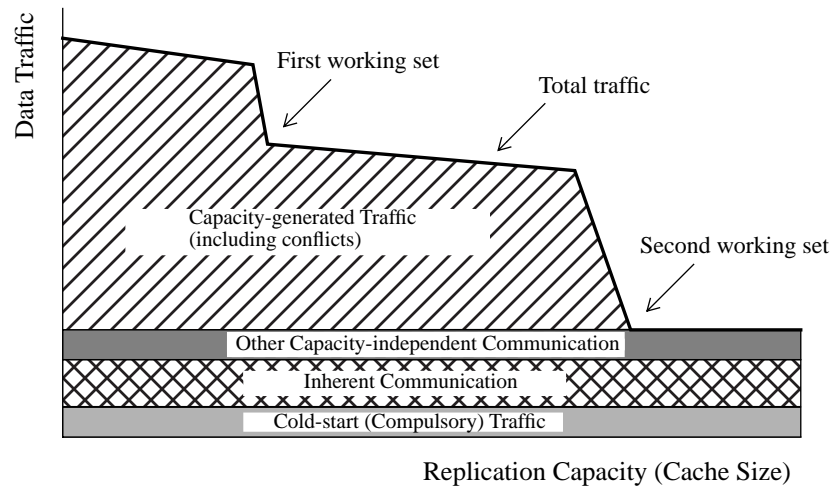 Data Traffic
First working set
Total traffic
Capacity-generated Traffic
(including conflicts)
Second working set
Other Capacity-independent Communication
Inherent Communication
Cold-start (Compulsory) Traffic
Replication Capacity (Cache Size)